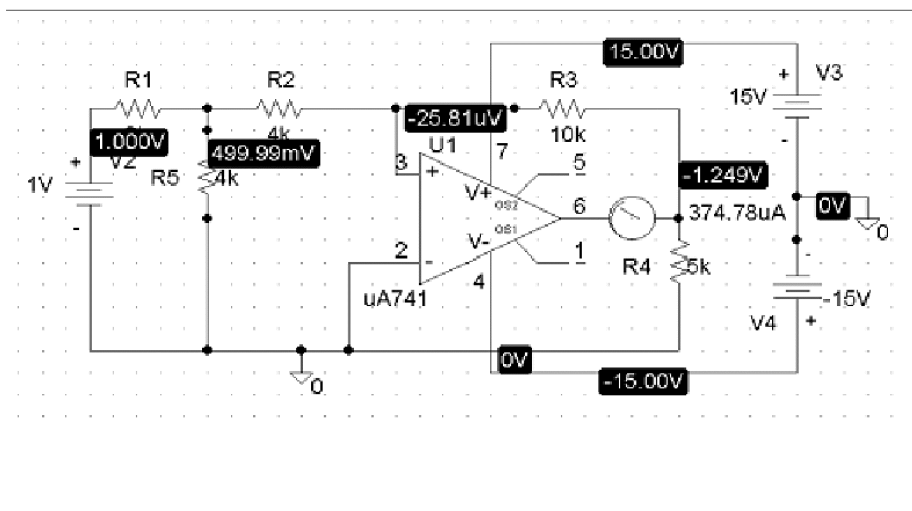 15.00V
R1
R2
R3
+
V3
15V
-25.81uV
4k
10k
1.000V
U1
7
499.99mV
V2
+
3
+
5
1V
R5
4k
V+
-1.249V
OS2
6
374.78uA
0V
0
-
OS1
V-
2
-
1
R4
5k
-
4
uA741
-15V
V4
+
0V
0
-15.00V